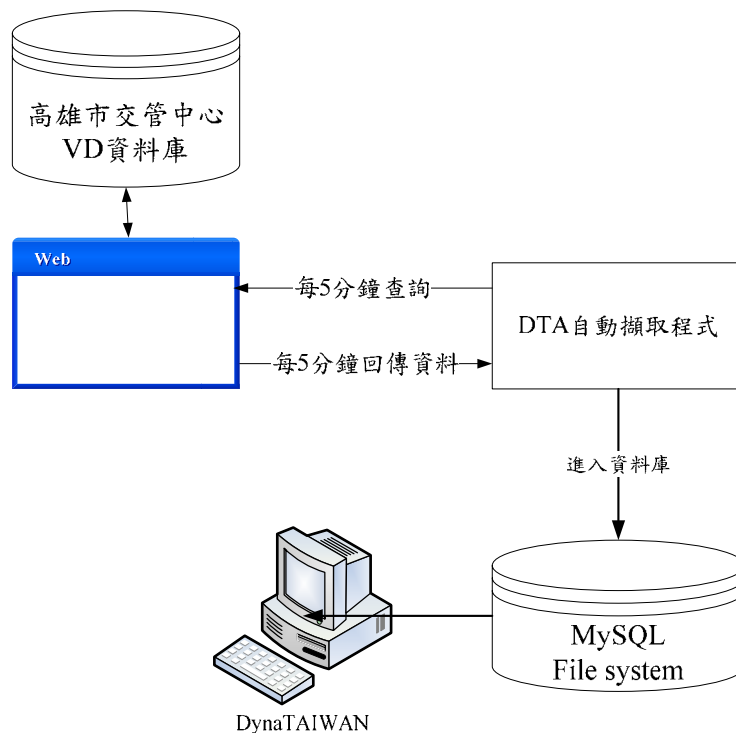 高雄市交管中心
VD資料庫
Web
每5分鐘查詢
DTA自動擷取程式
每5分鐘回傳資料
進入資料庫
MySQL
File system
DynaTAIWAN